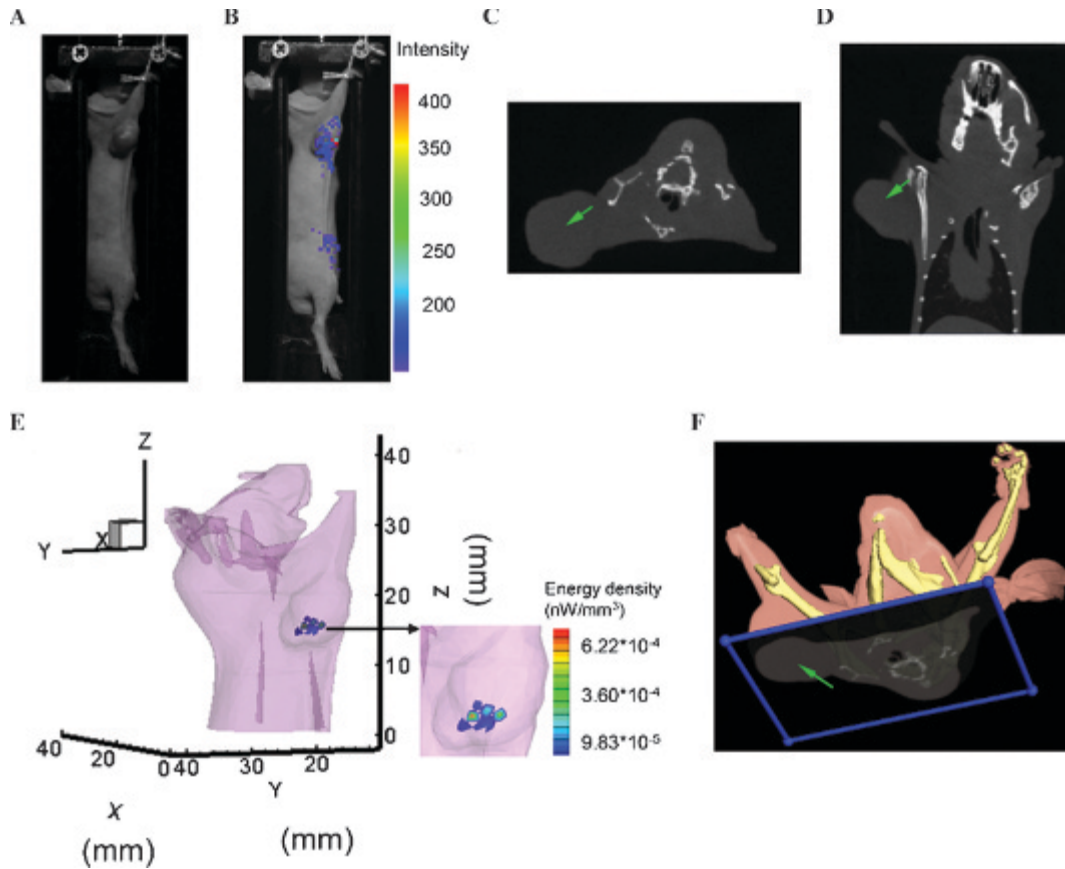 A
B
C
D
Intensity
400
350
300
250
200
E
F
Z
Y
X
40
30
20
10
0
Z
(mm)
Energy density
(nW/mm³)
6.22*10⁻⁴
3.60*10⁻⁴
9.83*10⁻⁵
40
20
0
40
30
20
Y
x
(mm)
(mm)